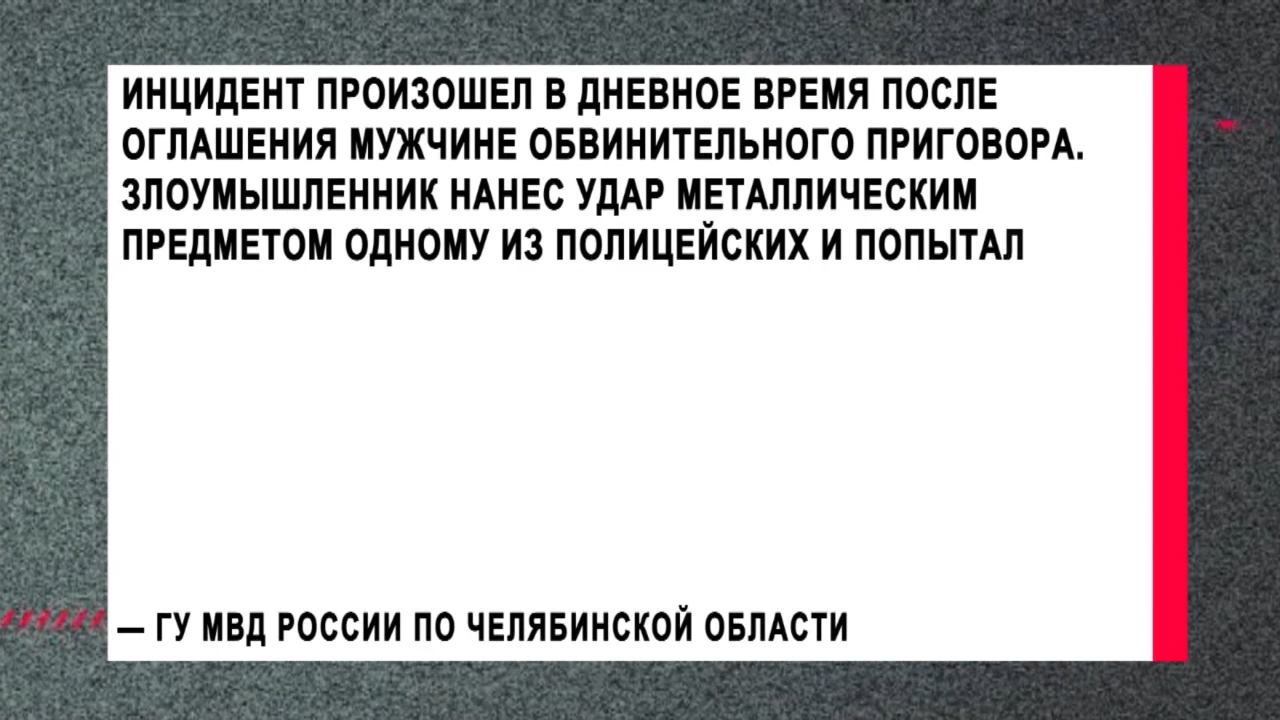 ИНЦИДЕНТ ПРОИЗОШЕЛ В ДНЕВНОЕ ВРЕМЯ ПОСЛЕ
ОГЛАШЕНИЯ МУЖЧИНЕ ОБВИНИТЕЛЬНОГО ПРИГОВОРА.
ЗЛОУМЫШЛЕННИК НАНЕС УДАР МЕТАЛЛИЧЕСКИМ
ПРЕДМЕТОМ ОДНОМУ ИЗ ПОЛИЦЕЙСКИХ И ПОПЫТАЛ
— ГУ МВД РОССИИ ПО ЧЕЛЯБИНСКОЙ ОБЛАСТИ